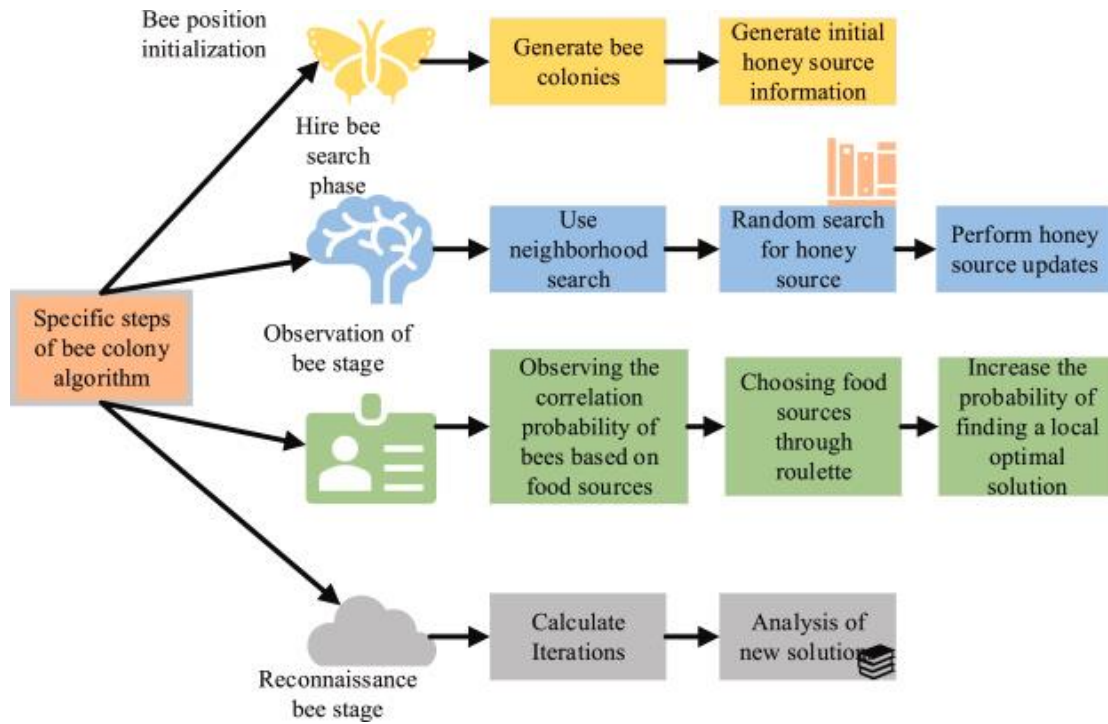 Bee position
initialization
Generate bee
colonies
Generate initial
honey source
information
Hire bee
search
phase
Use
neighborhood
search
Random search
for honey
source
Perform honey
source updates
Specific steps
of bee colony
algorithm
Observation of
bee stage
Observing the
correlation
probability of
bees based on
food sources
Choosing food
sources
through
roulette
Increase the
probability of
finding a local
optimal
solution
Reconnaissance
bee stage
Calculate
Iterations
Analysis of
new solution